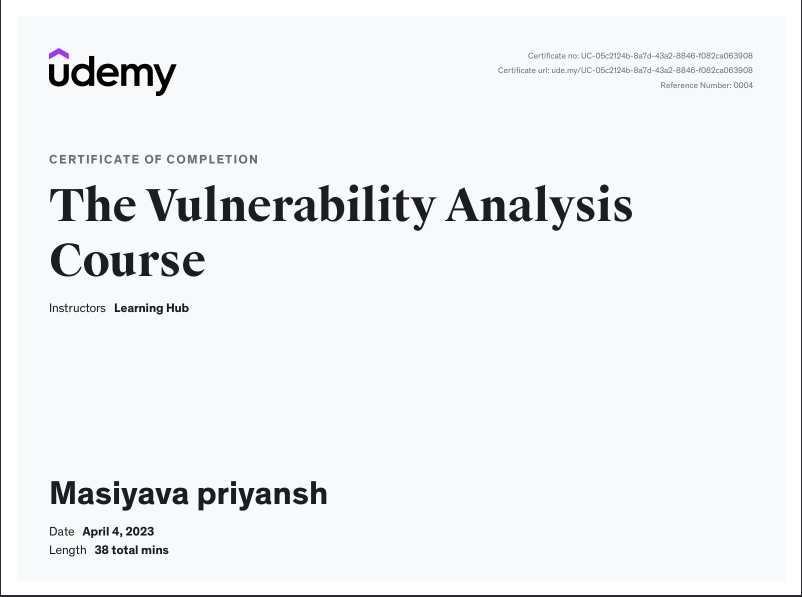 udemy
Certificate no: UC-05c2124b-8a7d-43a2-8846-f082ca063908
Certificate url: ude.my/UC-05c2124b-8a7d-43a2-8846-f082ca063908
Reference Number: 0004
CERTIFICATE OF COMPLETION
The Vulnerability Analysis
Course
Instructors Learning Hub
Masiyava priyansh
Date April 4, 2023
Length 38 total mins